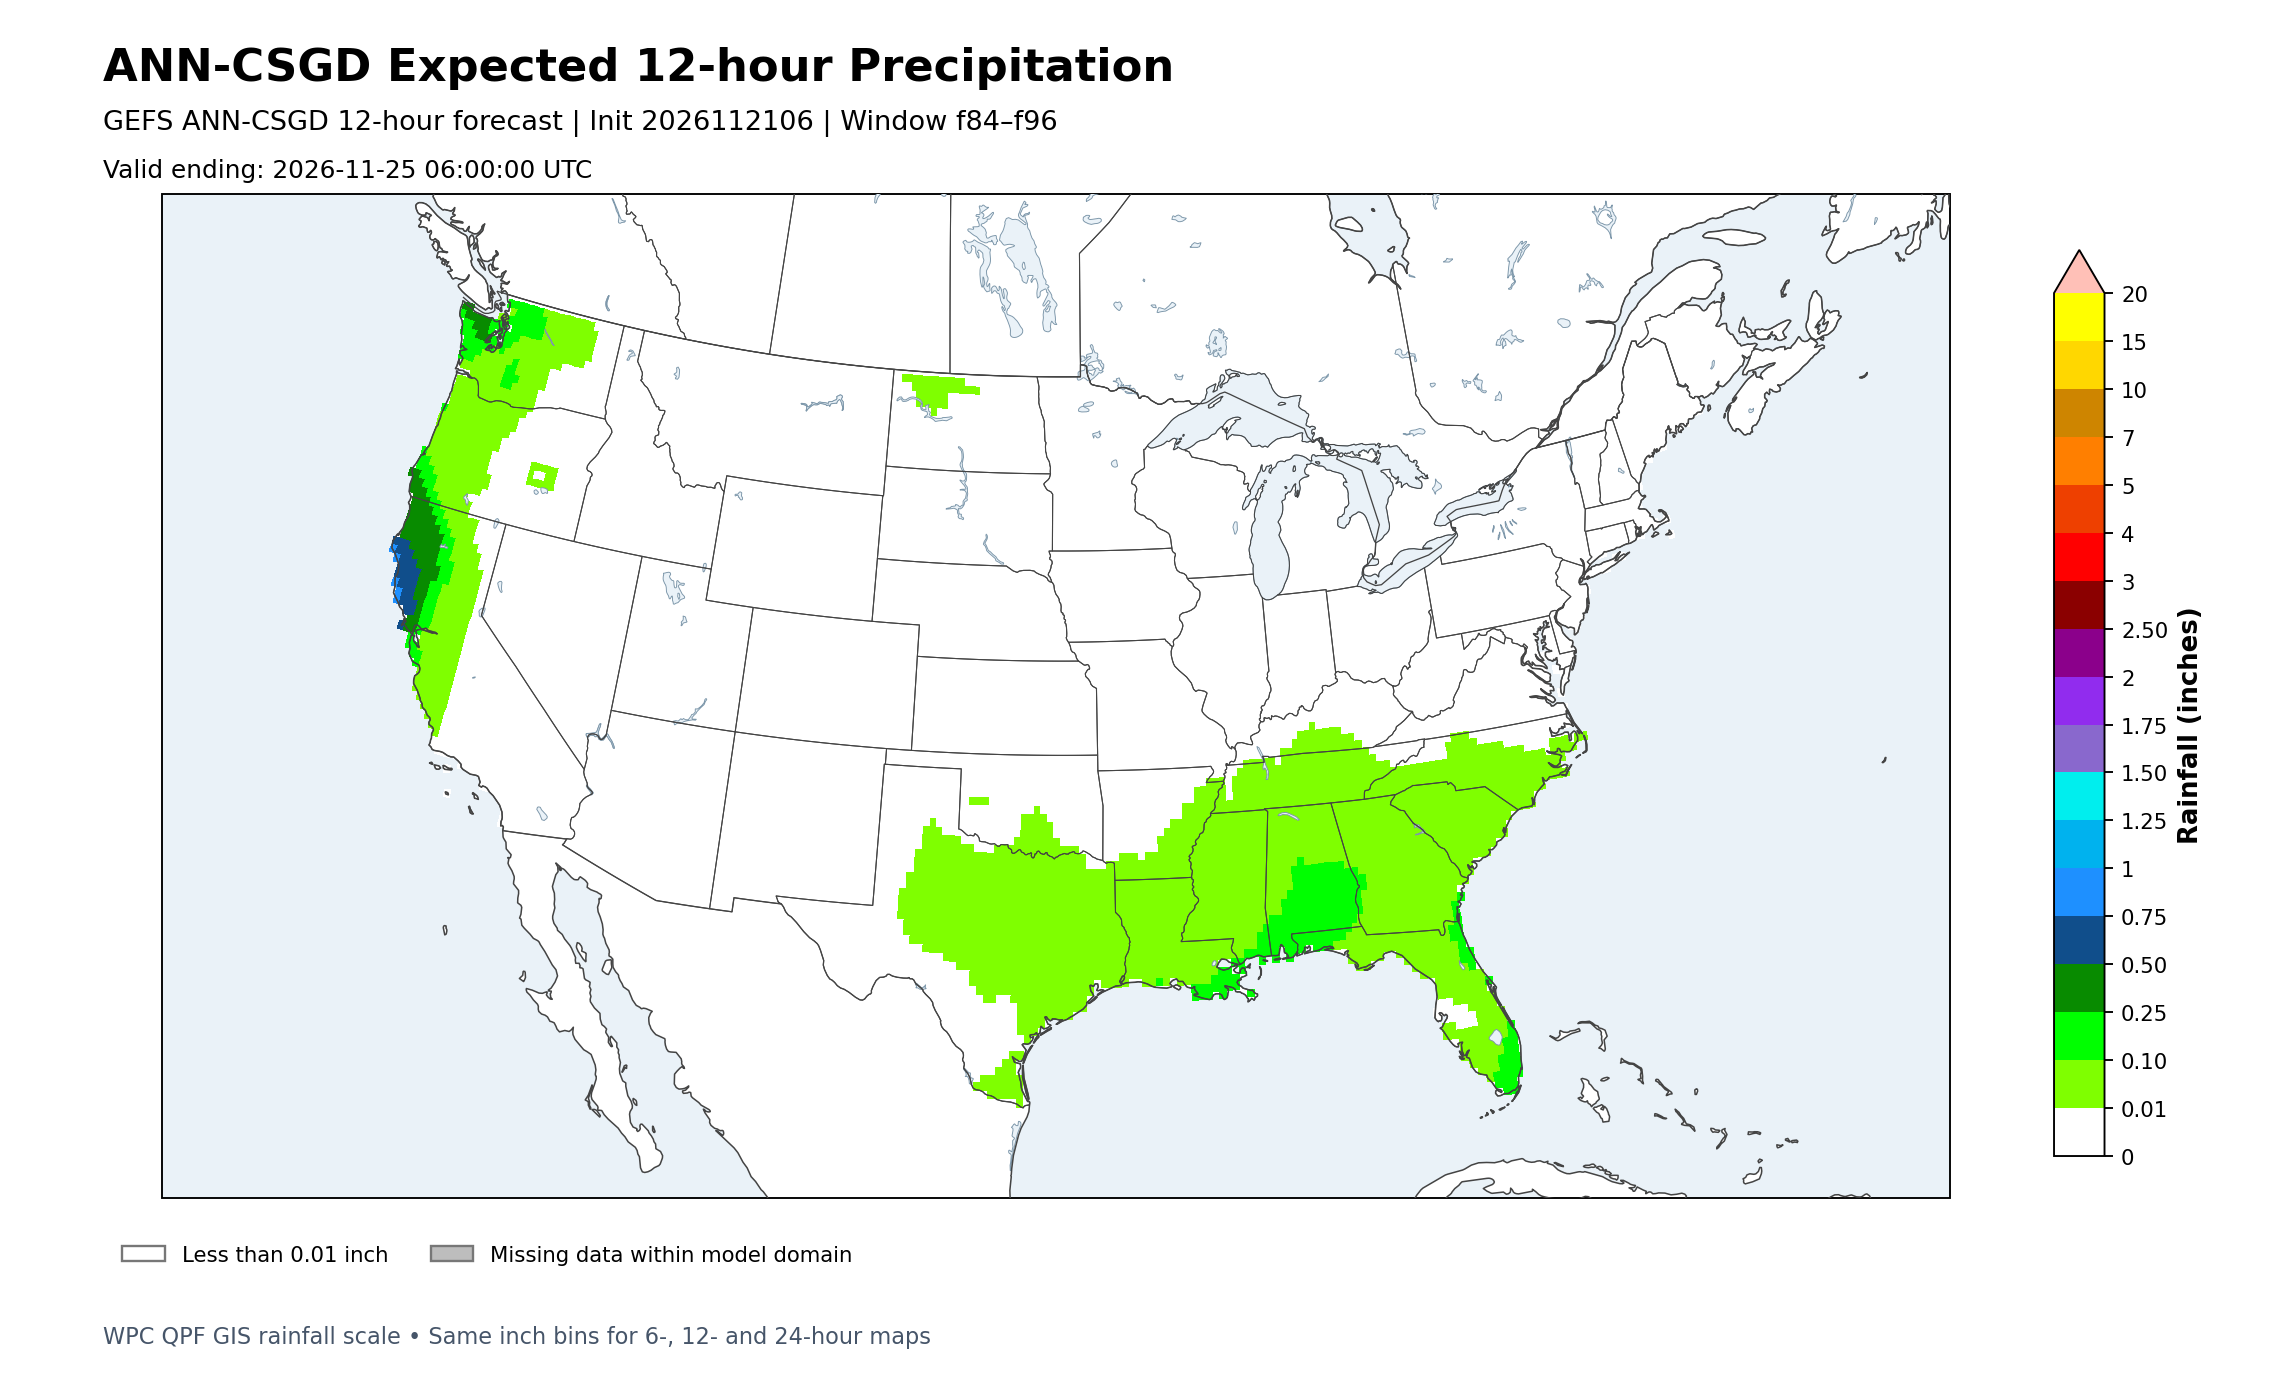 ANN-CSGD Expected 12-hour Precipitation
GEFS ANN-CSGD 12-hour forecast | Init 2026112106 | Window f84–f96
Valid ending: 2026-11-25 06:00:00 UTC
20
15
10
7
5
4
3
2.50
2
1.75
1.50
1.25
1
0.75
0.50
0.25
0.10
0.01
0
Rainfall (inches)
Less than 0.01 inch
Missing data within model domain
WPC QPF GIS rainfall scale • Same inch bins for 6-, 12- and 24-hour maps